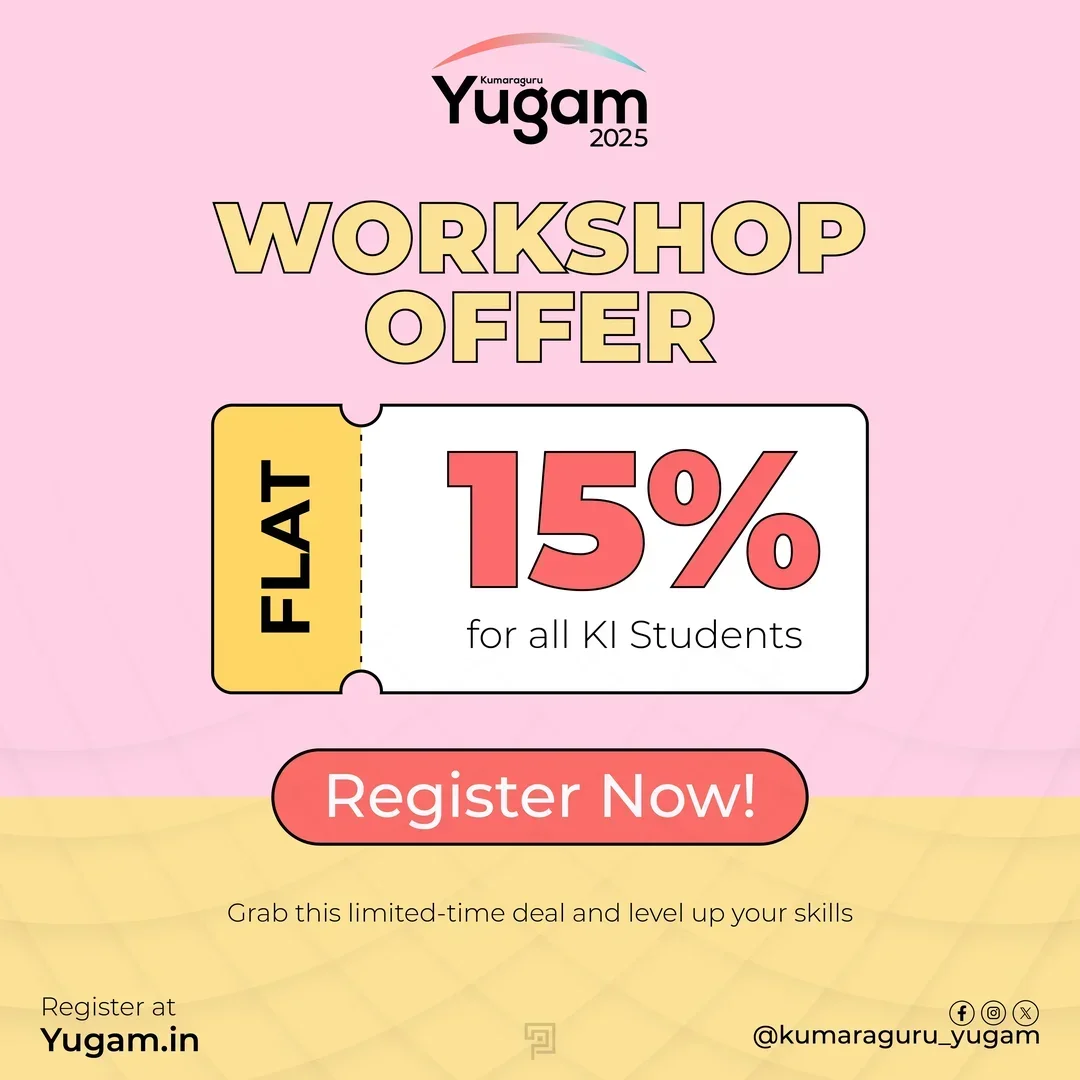 Kumaraguru
Yugam
2025
WORKSHOP
OFFER
FLAT
15%
for all KI Students
Register Now!
Grab this limited-time deal and level up your skills
Register at
Yugam.in
@kumaraguru_yugam